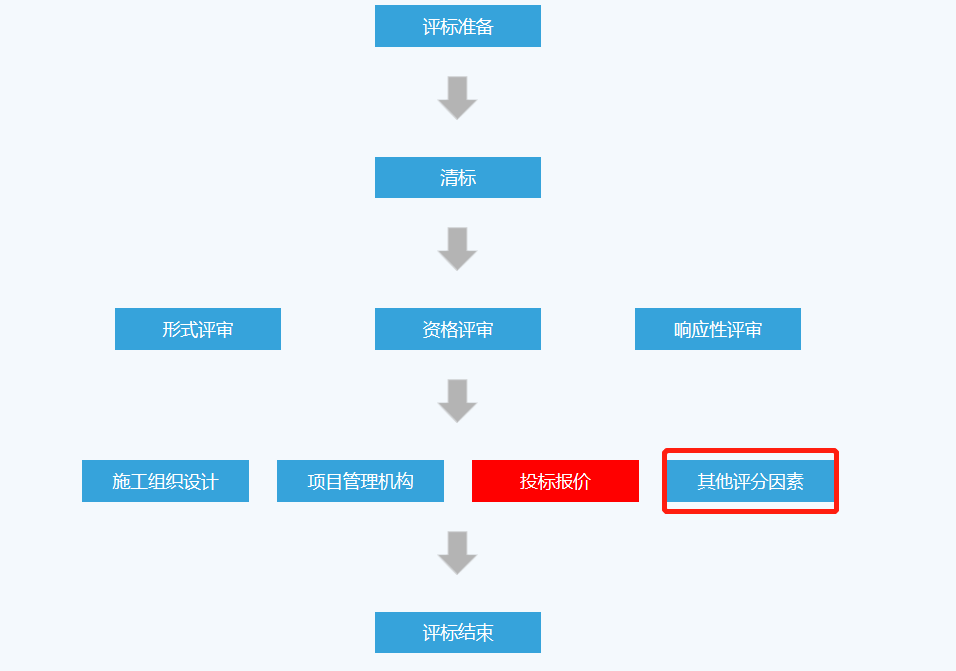 评标准备
清标
形式评审
资格评审
响应性评审
施工组织设计
项目管理机构
投标报价
其他评分因素
评标结束